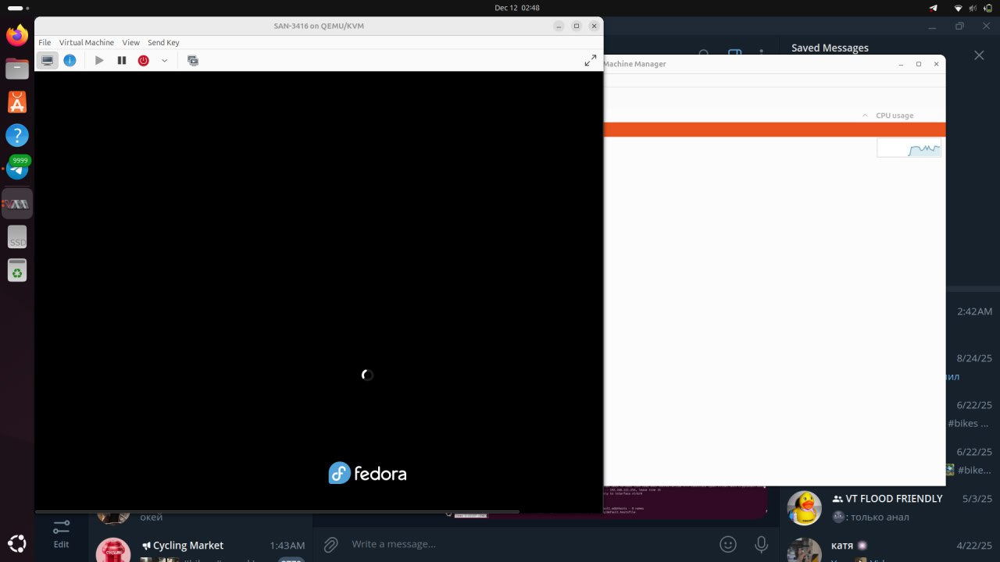 Dec 12 02:48
SAN-3416 on QEMU/KVM
File Virtual Machine View Send Key
Saved Messages
Machine Manager
CPU usage
9999
SSD
2:42AM
8/24/25
ил
6/22/25
#bikes ...
6/22/25
#bike...
fedora
VT FLOOD FRIENDLY 5/3/25
: только анал
окей
Edit
Cycling Market 1:43AM
Write a message...
катя 4/22/25